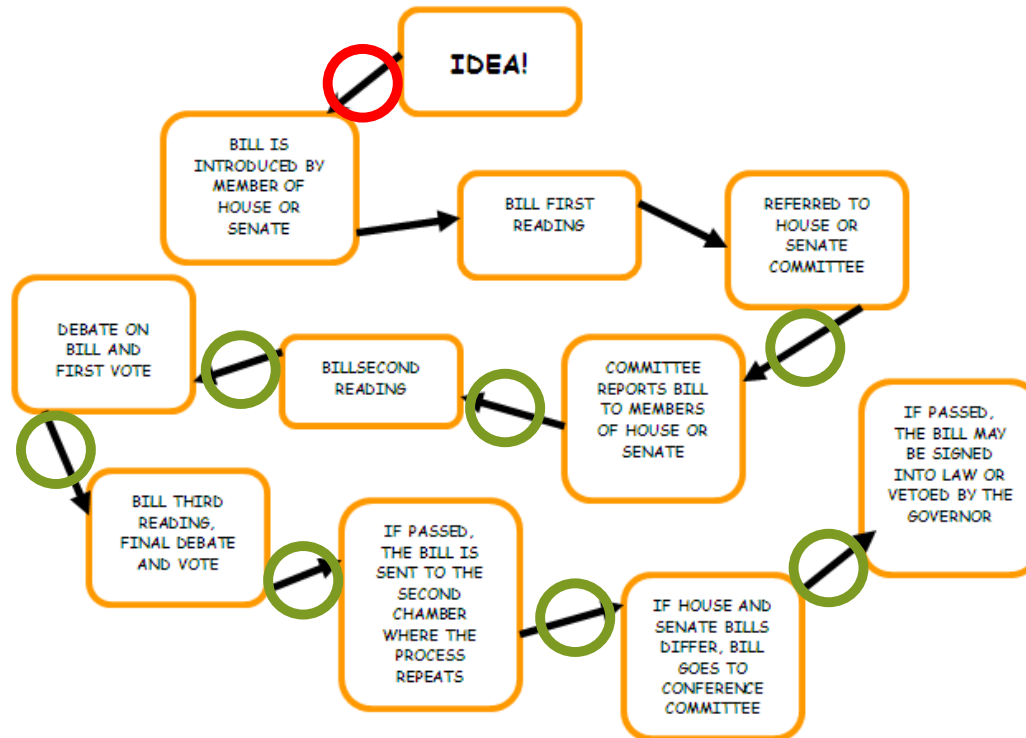 IDEA!
BILL IS
INTRODUCED BY
MEMBER OF
HOUSE OR
SENATE
BILL FIRST
READING
REFERRED TO
HOUSE OR
SENATE
COMMITTEE
COMMITTEE
REPORTS BILL
TO MEMBERS
OF HOUSE OR
SENATE
BILLSECOND
READING
DEBATE ON
BILL AND
FIRST VOTE
BILL THIRD
READING,
FINAL DEBATE
AND VOTE
IF PASSED,
THE BILL IS
SENT TO THE
SECOND
CHAMBER
WHERE THE
PROCESS
REPEATS
IF HOUSE AND
SENATE BILLS
DIFFER, BILL
GOES TO
CONFERENCE
COMMITTEE
IF PASSED,
THE BILL MAY
BE SIGNED
INTO LAW OR
VETOED BY THE
GOVERNOR